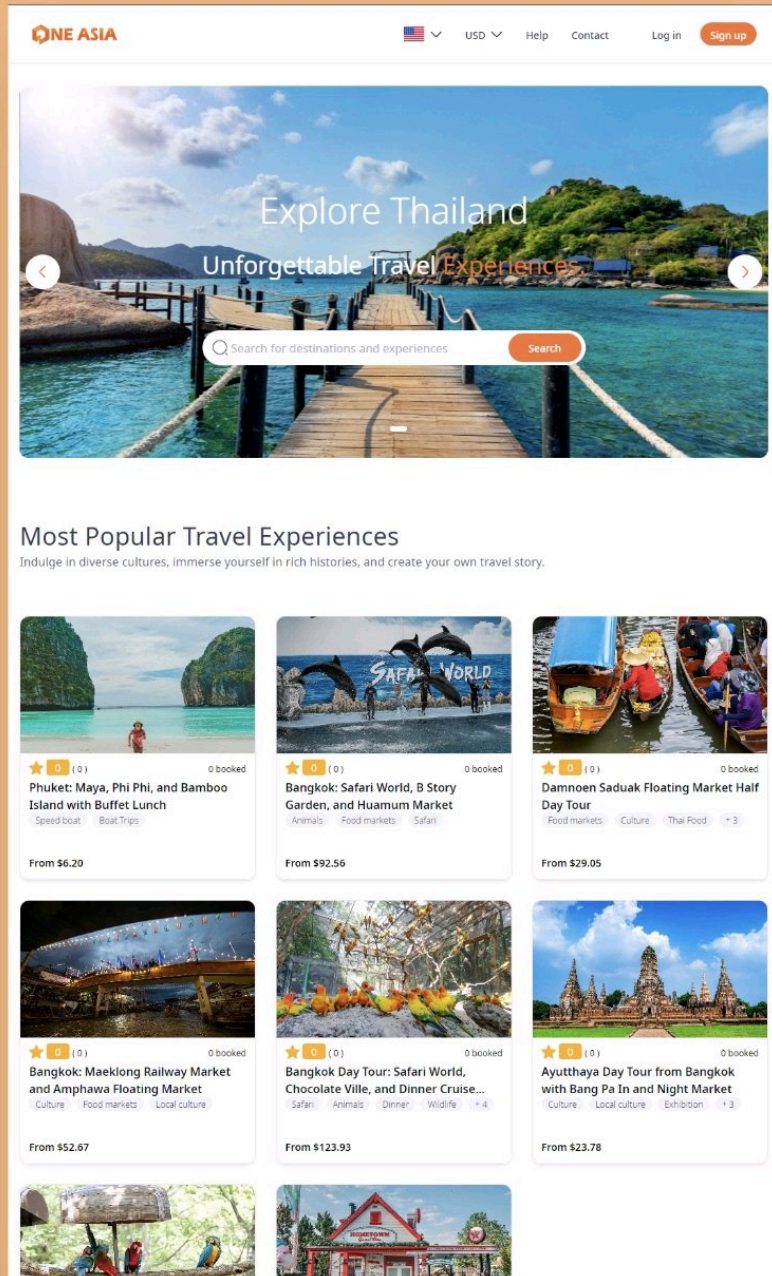 ONE ASIA
USD
Help
Contact
Log in
Sign up
Explore Thailand
Unforgettable Travel Experiences.
Search for destinations and experiences
Search
Most Popular Travel Experiences
Indulge in diverse cultures, immerse yourself in rich histories, and create your own travel story.
0 (0) 0 booked
Phuket: Maya, Phi Phi, and Bamboo
Island with Buffet Lunch
Speed boat Boat Trips
From $6.20
SAFARI WORLD
0 (0) 0 booked
Bangkok: Safari World, B Story
Garden, and Huamum Market
Animals Food markets Safari
From $92.56
0 (0) 0 booked
Damnoen Saduak Floating Market Half
Day Tour
Food markets Culture Thai Food + 3
From $29.05
0 (0) 0 booked
Bangkok: Maeklong Railway Market
and Amphawa Floating Market
Culture Food markets Local culture
From $52.67
0 (0) 0 booked
Bangkok Day Tour: Safari World,
Chocolate Ville, and Dinner Cruise...
Safari Animals Dinner Wildlife + 4
From $123.93
0 (0) 0 booked
Ayutthaya Day Tour from Bangkok
with Bang Pa In and Night Market
Culture Local culture Exhibition + 3
From $23.78
HOMETOWN